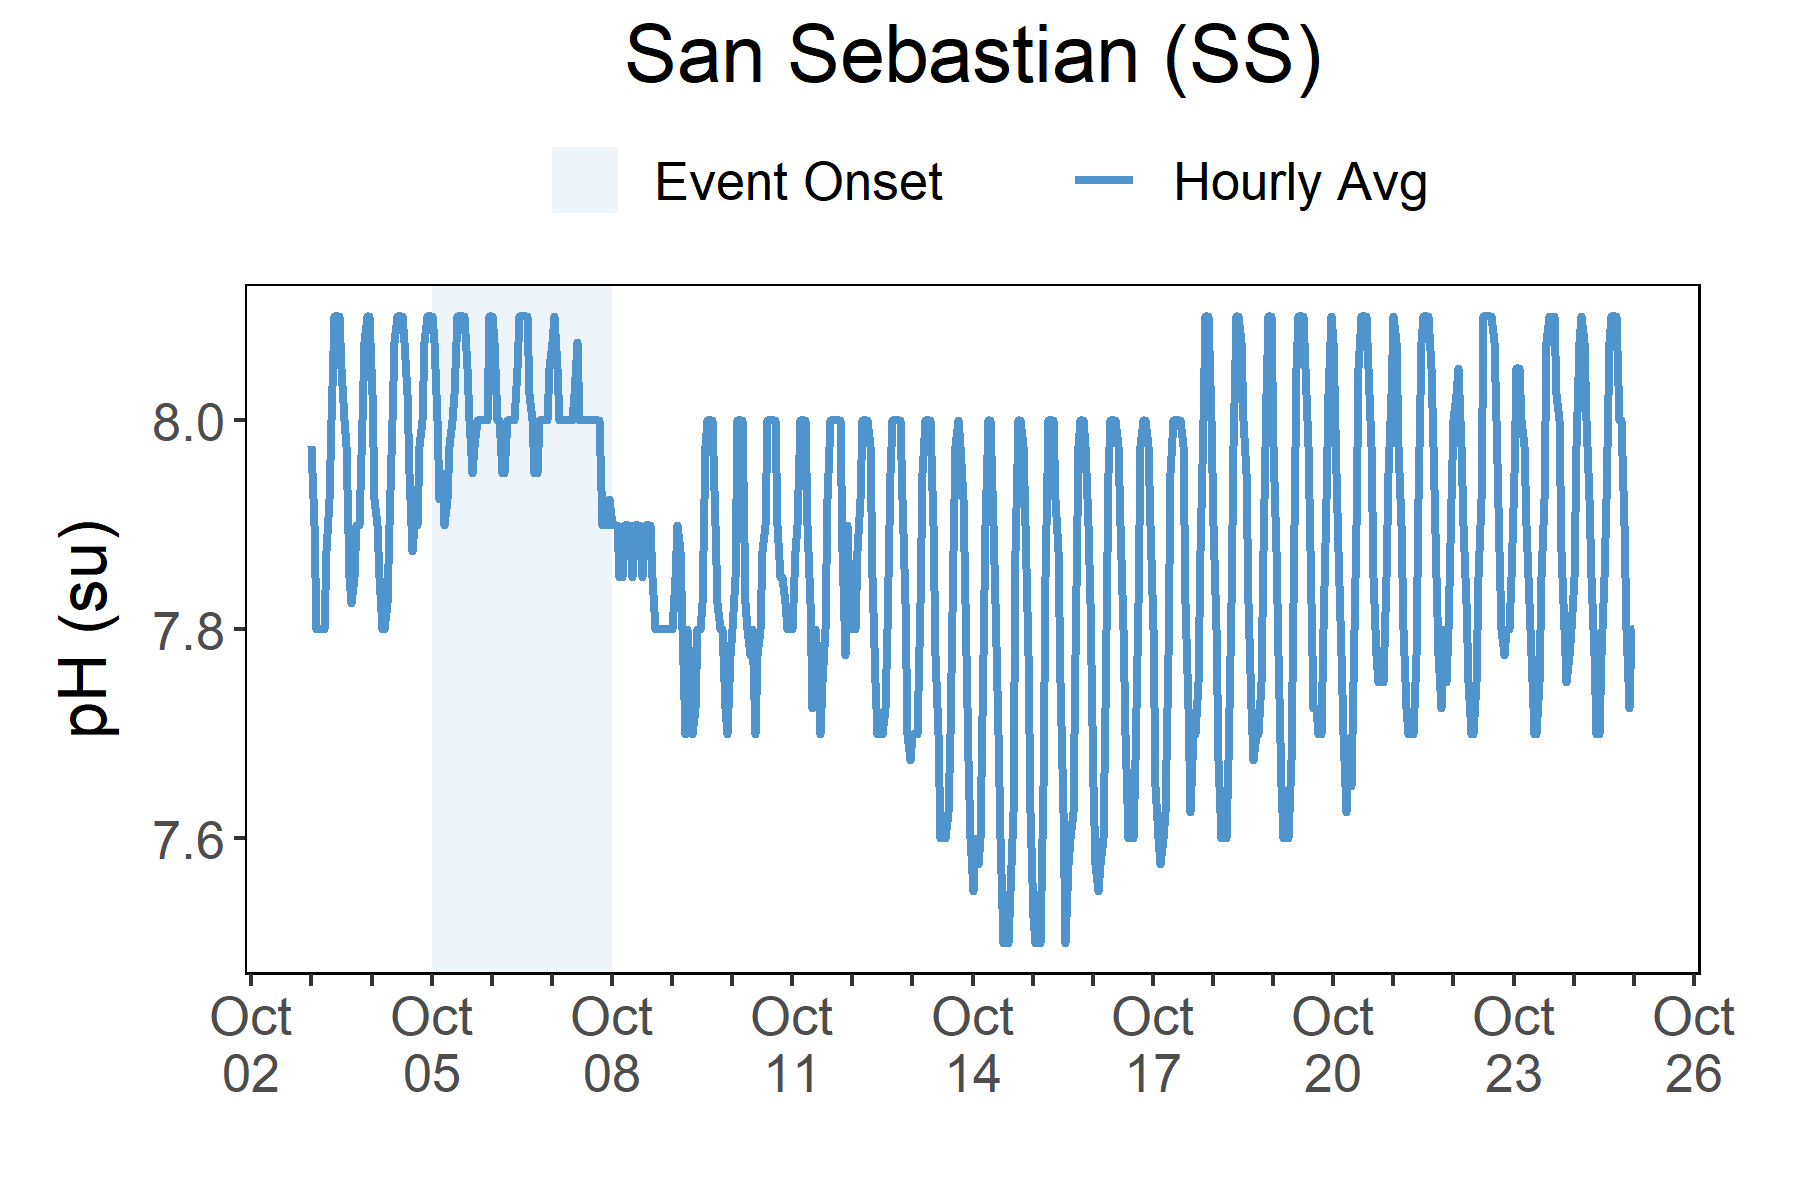 San Sebastian (SS)
Event Onset
Hourly Avg
pH (su)
8.0
7.8
7.6
Oct 02
Oct 05
Oct 08
Oct 11
Oct 14
Oct 17
Oct 20
Oct 23
Oct 26